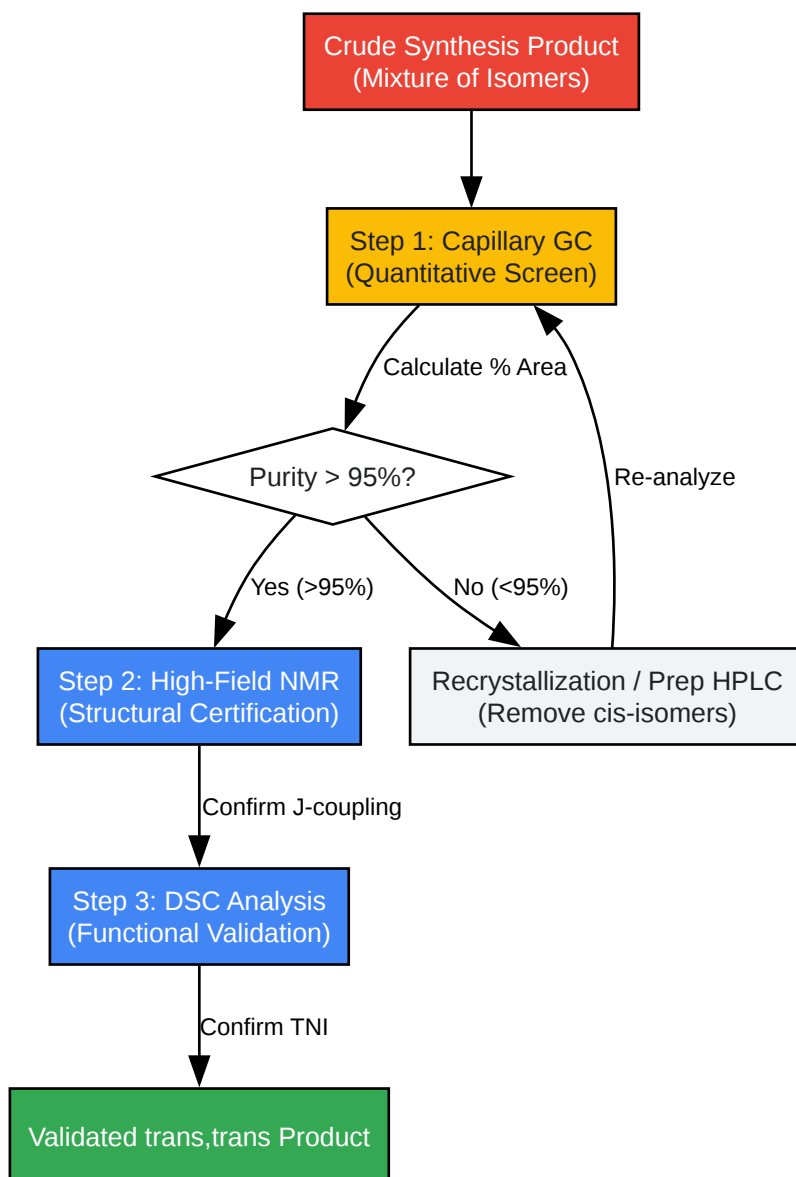 Crude Synthesis Product
(Mixture of Isomers)
Step 1: Capillary GC
(Quantitative Screen)
Calculate % Area
Purity > 95%?
Re-analyze
Yes (>95%)
No (<95%)
Step 2: High-Field NMR
(Structural Certification)
Recrystallization / Prep HPLC
(Remove cis-isomers)
Confirm J-coupling
Step 3: DSC Analysis
(Functional Validation)
Confirm TNI
Validated trans,trans Product